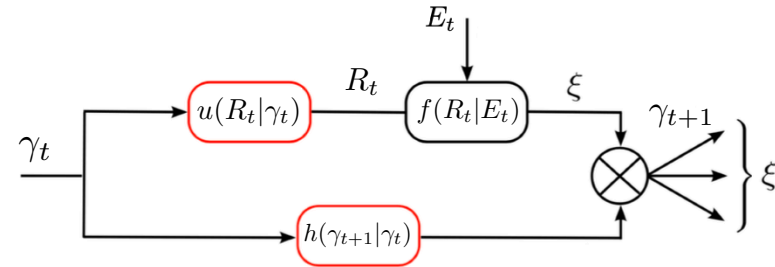 E_t
R_t
ξ
u(R_t|γ_t)
f(R_t|E_t)
γ_{t+1}
γ_t
ξ
h(γ_{t+1}|γ_t)